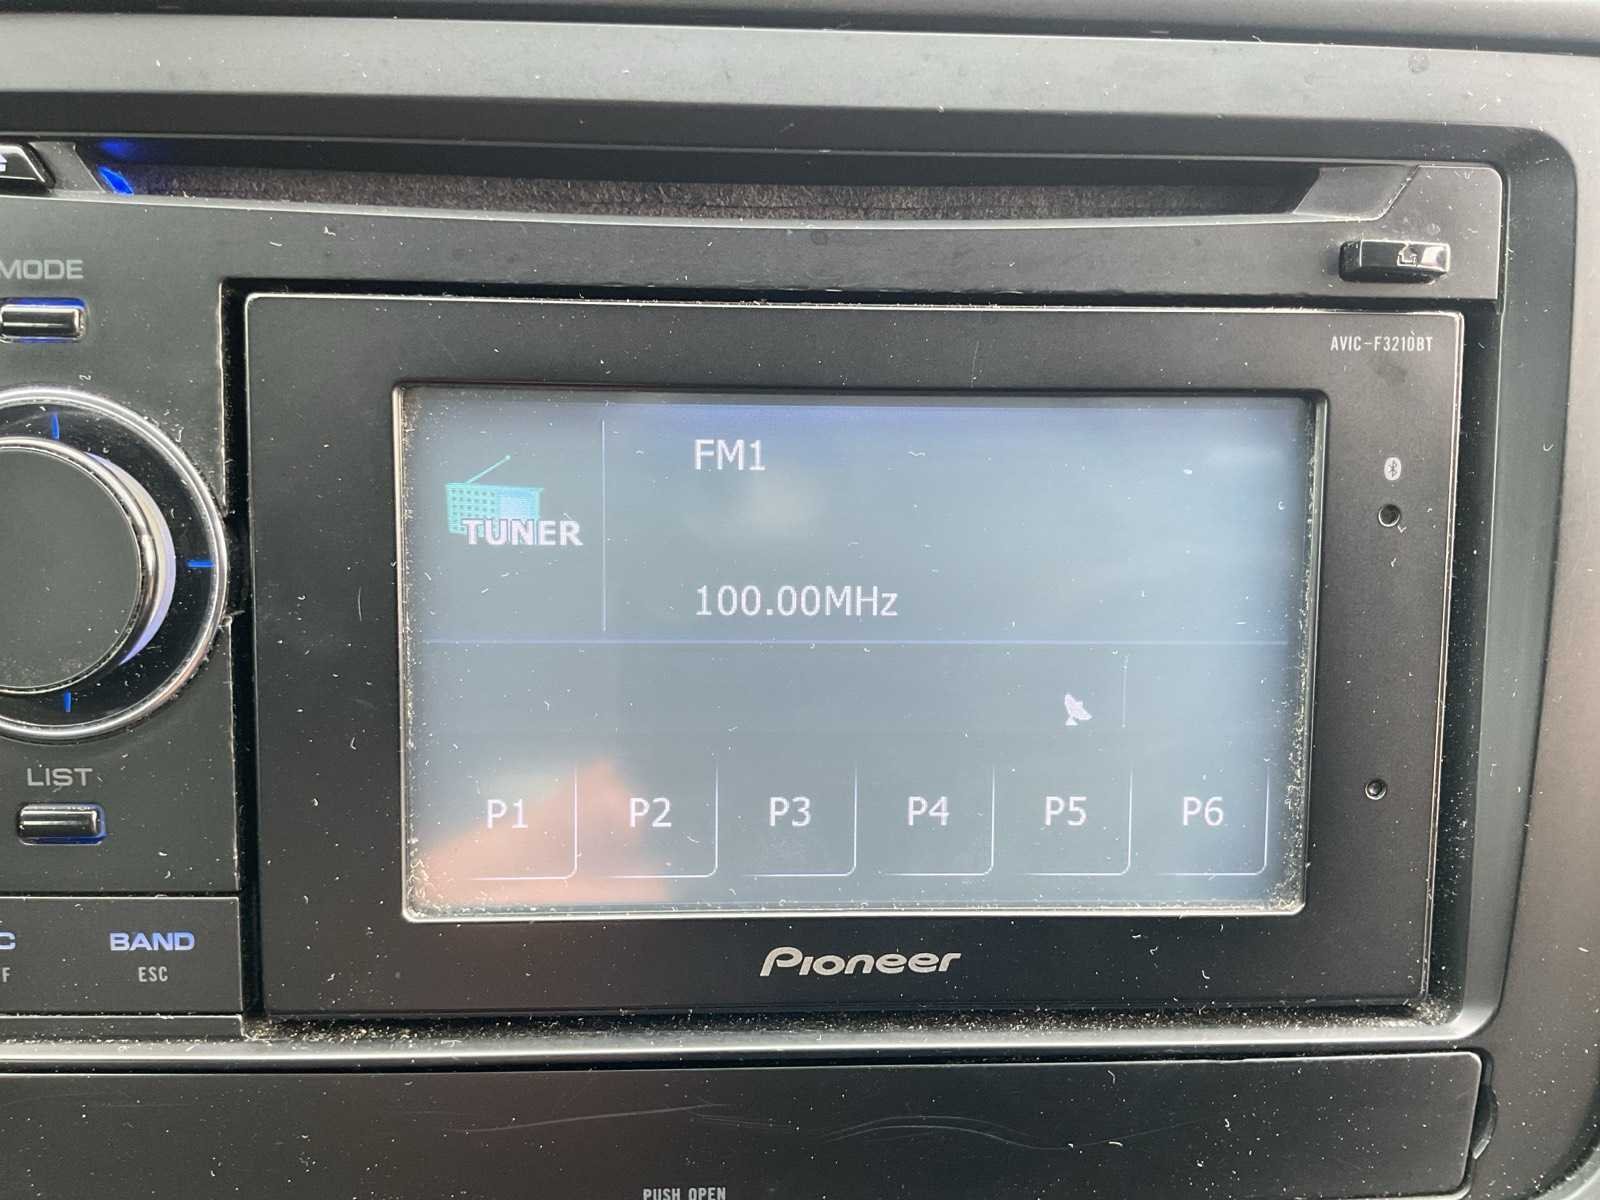 MODE
AVIC-F3210BT
FM1
TUNER
100.00MHz
LIST
P1 P2 P3 P4 P5 P6
C
BAND
F
ESC
Pioneer
PUSH OPEN